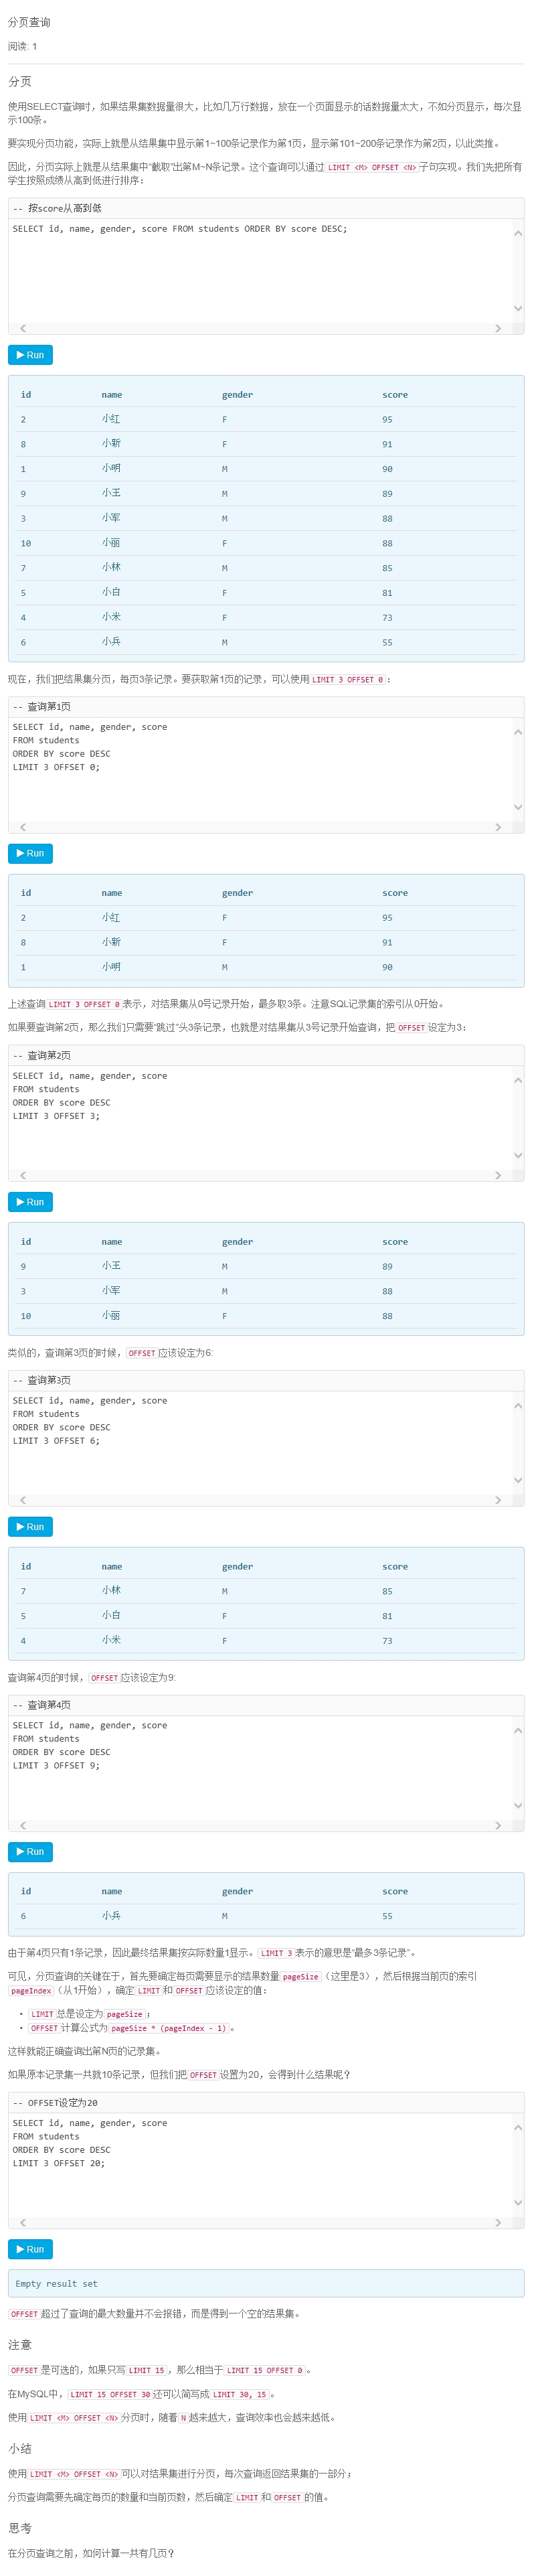 分页查询
阅读: 1
分页
使用SELECT查询时，如果结果集数据量很大，比如几万行数据，放在一个页面显示的话数据量太大，不如分页显示，每次显
示100条。
要实现分页功能，实际上就是从结果集中显示第1~100条记录作为第1页，显示第101~200条记录作为第2页，以此类推。
因此，分页实际上就是从结果集中“截取”出第M~N条记录。这个查询可以通过 LIMIT <M> OFFSET <N> 子句实现。我们先把所有
学生按照成绩从高到低进行排序：
-- 按score从高到低
SELECT id, name, gender, score FROM students ORDER BY score DESC;
▶ Run
id name gender score
2 小红 F 95
8 小新 F 91
1 小明 M 90
9 小王 M 89
3 小军 M 88
10 小丽 F 88
7 小林 M 85
5 小白 F 81
4 小米 F 73
6 小兵 M 55
现在，我们把结果集分页，每页3条记录。要获取第1页的记录，可以使用 LIMIT 3 OFFSET 0 ：
-- 查询第1页
SELECT id, name, gender, score
FROM students
ORDER BY score DESC
LIMIT 3 OFFSET 0;
▶ Run
id name gender score
2 小红 F 95
8 小新 F 91
1 小明 M 90
上述查询 LIMIT 3 OFFSET 0 表示，对结果集从0号记录开始，最多取3条。注意SQL记录集的索引从0开始。
如果要查询第2页，那么我们只需要“跳过”头3条记录，也就是对结果集从3号记录开始查询，把 OFFSET 设定为3：
-- 查询第2页
SELECT id, name, gender, score
FROM students
ORDER BY score DESC
LIMIT 3 OFFSET 3;
▶ Run
id name gender score
9 小王 M 89
3 小军 M 88
10 小丽 F 88
类似的，查询第3页的时候， OFFSET 应该设定为6:
-- 查询第3页
SELECT id, name, gender, score
FROM students
ORDER BY score DESC
LIMIT 3 OFFSET 6;
▶ Run
id name gender score
7 小林 M 85
5 小白 F 81
4 小米 F 73
查询第4页的时候， OFFSET 应该设定为9:
-- 查询第4页
SELECT id, name, gender, score
FROM students
ORDER BY score DESC
LIMIT 3 OFFSET 9;
▶ Run
id name gender score
6 小兵 M 55
由于第4页只有1条记录，因此最终结果集按实际数量1显示。 LIMIT 3 表示的意思是“最多3条记录”。
可见，分页查询的关键在于，首先要确定每页需要显示的结果数量 pageSize （这里是3），然后根据当前页的索引
pageIndex （从1开始），确定 LIMIT 和 OFFSET 应该设定的值：
• LIMIT 总是设定为 pageSize ；
• OFFSET 计算公式为 pageSize * (pageIndex - 1) 。
这样就能正确查询出第N页的记录集。
如果原本记录集一共就10条记录，但我们把 OFFSET 设置为20，会得到什么结果呢？
-- OFFSET设定为20
SELECT id, name, gender, score
FROM students
ORDER BY score DESC
LIMIT 3 OFFSET 20;
▶ Run
Empty result set
OFFSET 超过了查询的最大数量并不会报错，而是得到一个空的结果集。
注意
OFFSET 是可选的，如果只写 LIMIT 15 ，那么相当于 LIMIT 15 OFFSET 0 。
在MySQL中， LIMIT 15 OFFSET 30 还可以简写成 LIMIT 30, 15 。
使用 LIMIT <M> OFFSET <N> 分页时，随着 N 越来越大，查询效率也会越来越低。
小结
使用 LIMIT <M> OFFSET <N> 可以对结果集进行分页，每次查询返回结果集的一部分；
分页查询需要先确定每页的数量和当前页数，然后确定 LIMIT 和 OFFSET 的值。
思考
在分页查询之前，如何计算一共有几页？